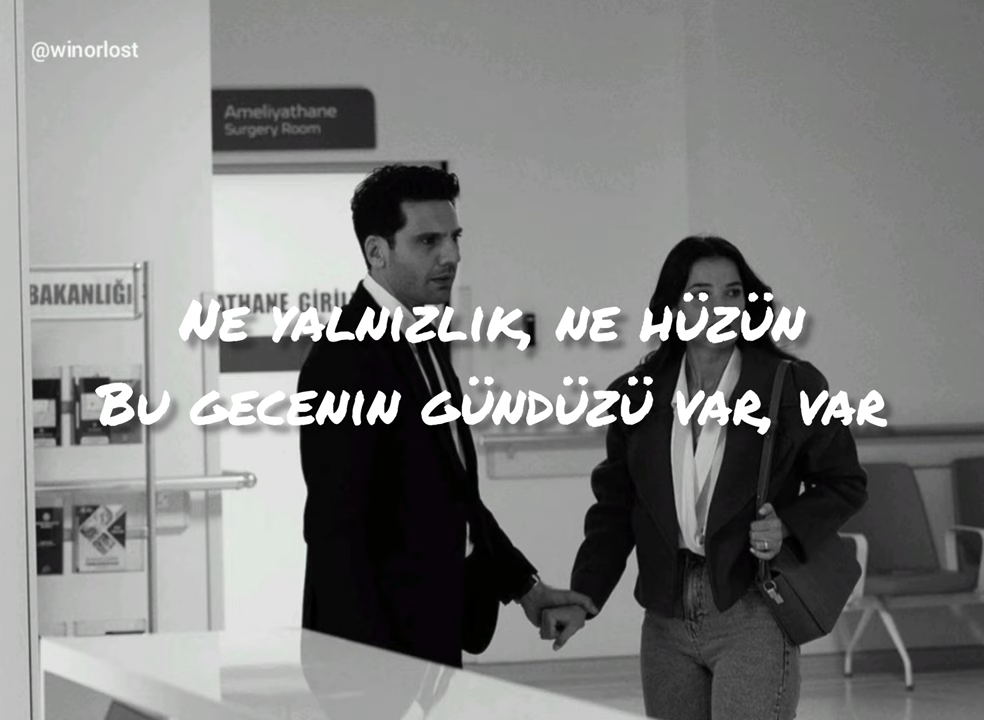 @winorlost
Ameliyathane
Surgery Room
BAKANLIĞI
ATHANE GİRİ
Ne yalnızlık, ne hüzün
Bu gecenin gündüzü var, var